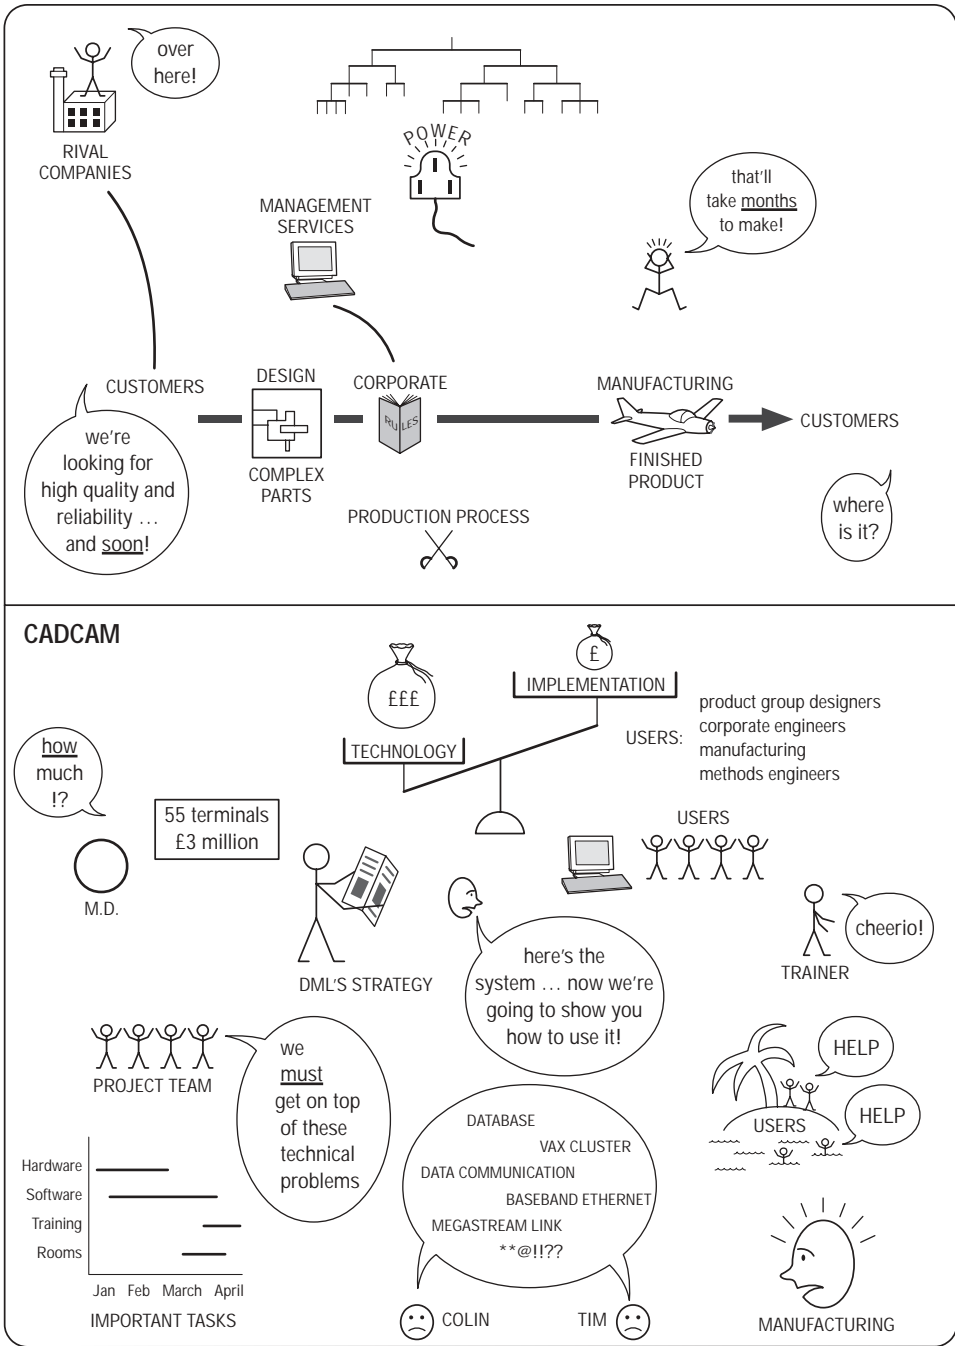 over
here!
RIVAL
COMPANIES
POWER
MANAGEMENT
SERVICES
that'll
take months
to make!
CUSTOMERS
we're
looking for
high quality and
reliability …
and soon!
DESIGN
COMPLEX
PARTS
CORPORATE
RULES
MANUFACTURING
FINISHED
PRODUCT
CUSTOMERS
where
is it?
PRODUCTION PROCESS
CADCAM
£££
TECHNOLOGY
£
IMPLEMENTATION
USERS:
product group designers
corporate engineers
manufacturing
methods engineers
how
much
!?
M.D.
55 terminals
£3 million
DML'S STRATEGY
USERS
here's the
system … now we're
going to show you
how to use it!
cheerio!
TRAINER
PROJECT TEAM
we
must
get on top
of these
technical
problems
HELP
HELP
USERS
DATABASE
VAX CLUSTER
DATA COMMUNICATION
BASEBAND ETHERNET
MEGASTREAM LINK
**@!!??
COLIN
TIM
Hardware
Software
Training
Rooms
Jan Feb March April
IMPORTANT TASKS
MANUFACTURING